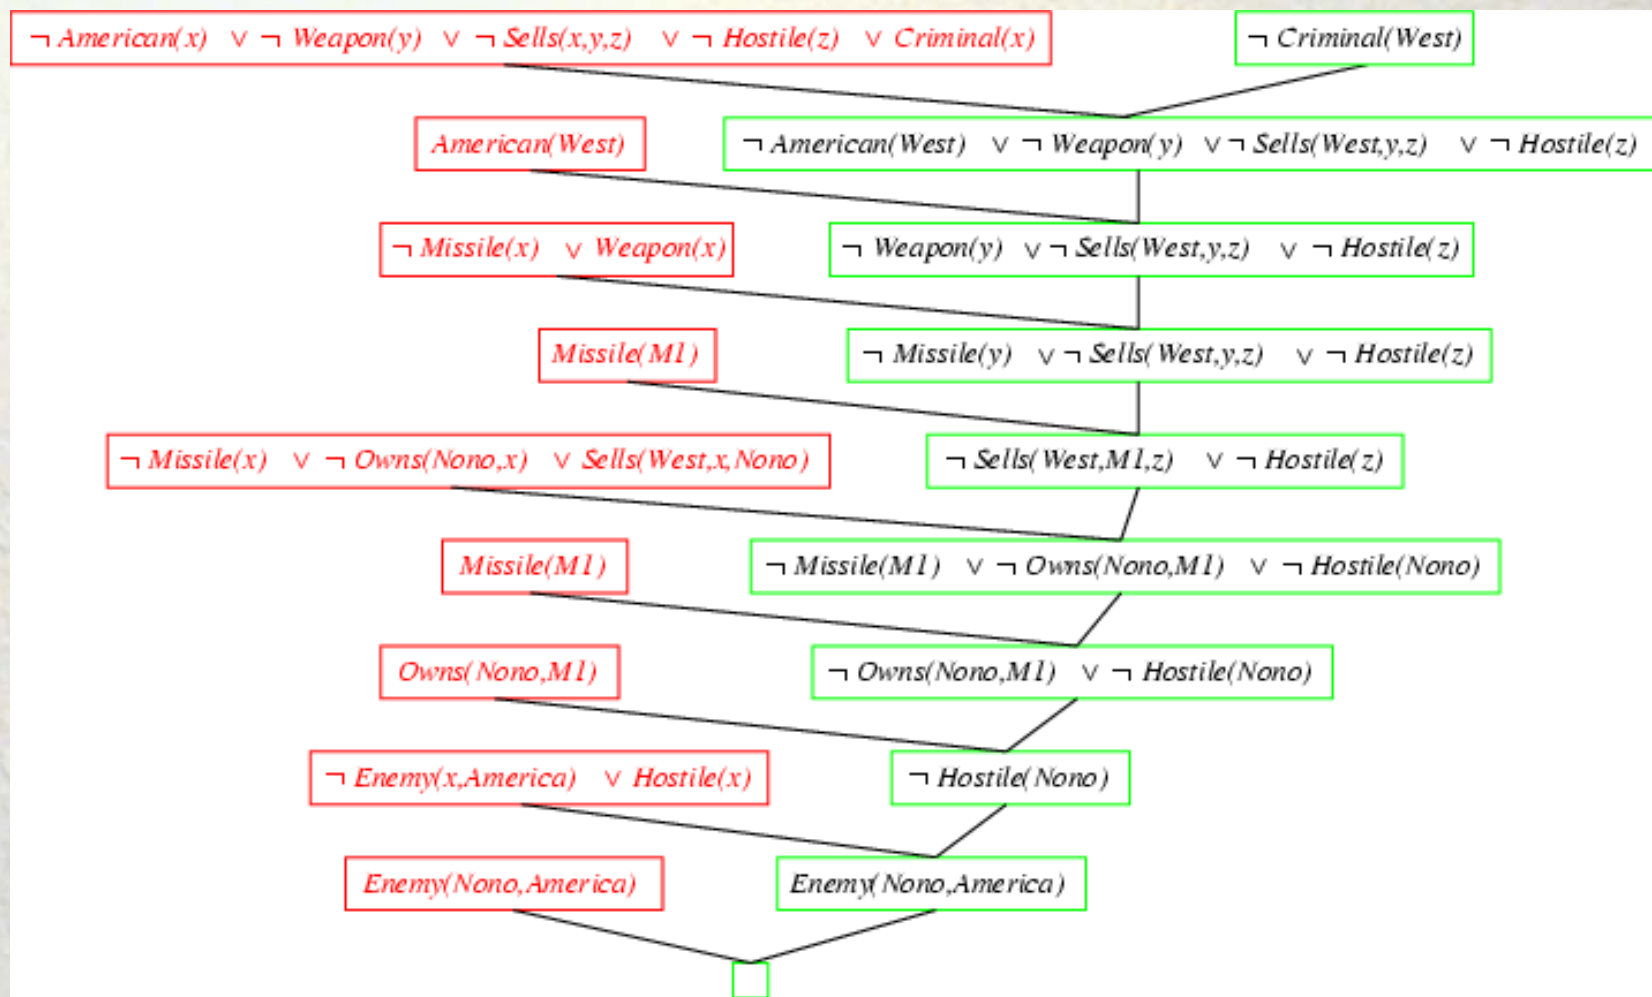 ¬ American(x) ∨ ¬ Weapon(y) ∨ ¬ Sells(x,y,z) ∨ ¬ Hostile(z) ∨ Criminal(x) ¬ Criminal(West)
American(West) ¬ American(West) ∨ ¬ Weapon(y) ∨ ¬ Sells(West,y,z) ∨ ¬ Hostile(z)
¬ Missile(x) ∨ Weapon(x) ¬ Weapon(y) ∨ ¬ Sells(West,y,z) ∨ ¬ Hostile(z)
Missile(M1) ¬ Missile(y) ∨ ¬ Sells(West,y,z) ∨ ¬ Hostile(z)
¬ Missile(x) ∨ ¬ Owns(Nono,x) ∨ Sells(West,x,Nono) ¬ Sells(West,M1,z) ∨ ¬ Hostile(z)
Missile(M1) ¬ Missile(M1) ∨ ¬ Owns(Nono,M1) ∨ ¬ Hostile(Nono)
Owns(Nono,M1) ¬ Owns(Nono,M1) ∨ ¬ Hostile(Nono)
¬ Enemy(x,America) ∨ Hostile(x) ¬ Hostile(Nono)
Enemy(Nono,America) Enemy(Nono,America)